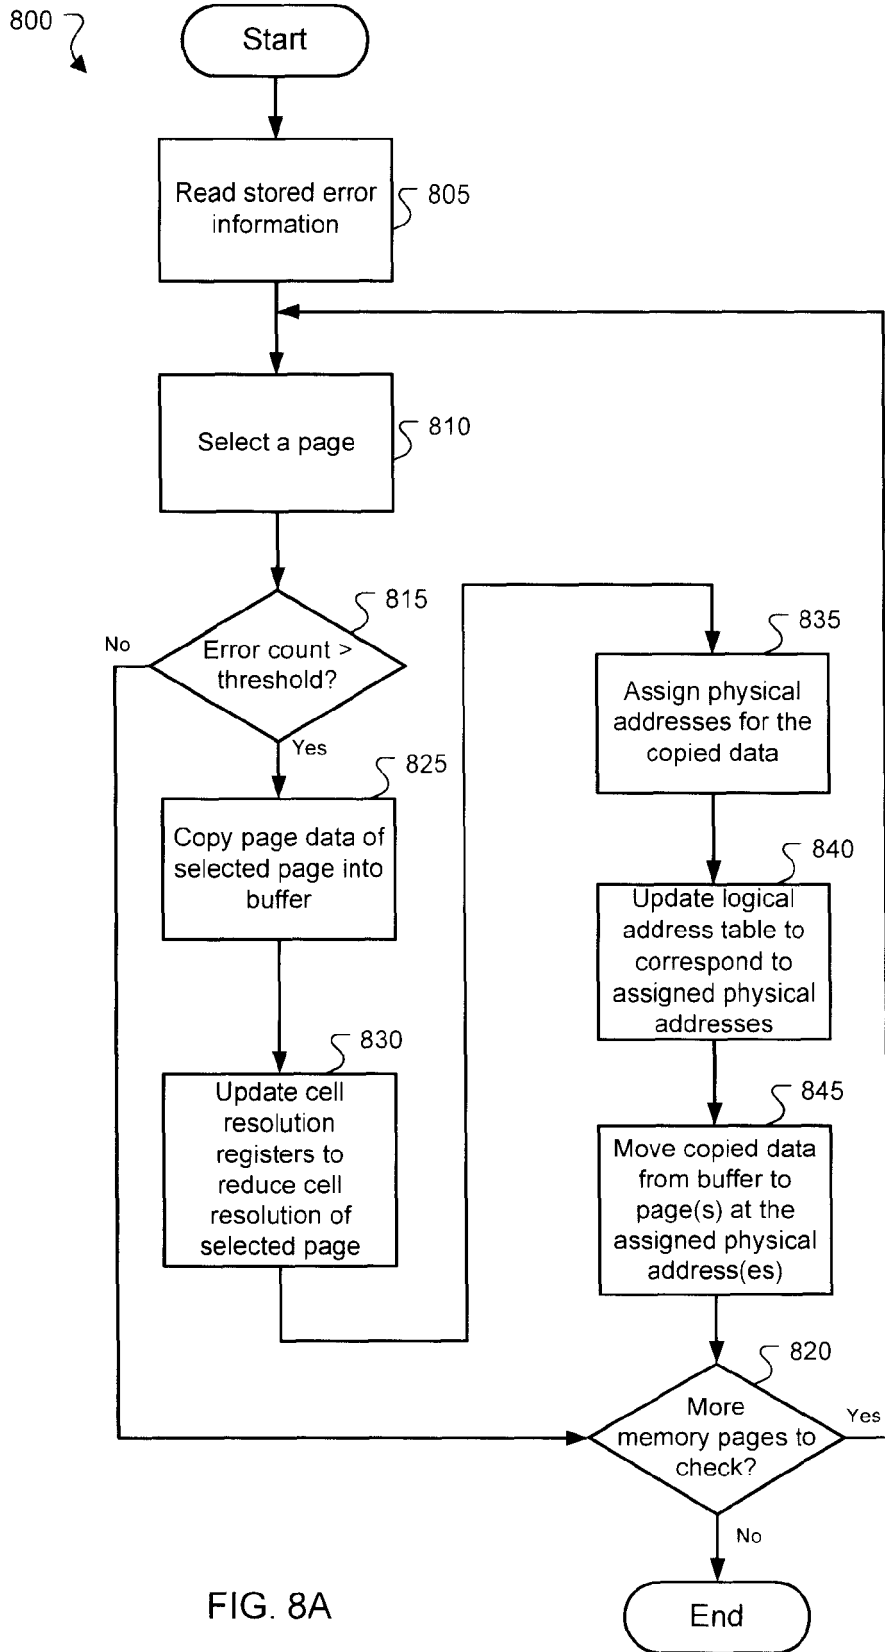 800
Start
Read stored error
information
805
Select a page
810
815
No
Error count >
threshold?
Yes
825
Copy page data of
selected page into
buffer
830
Update cell
resolution
registers to
reduce cell
resolution of
selected page
835
Assign physical
addresses for the
copied data
840
Update logical
address table to
correspond to
assigned physical
addresses
845
Move copied data
from buffer to
page(s) at the
assigned physical
address(es)
820
More
memory pages to
check?
Yes
No
End
FIG. 8A